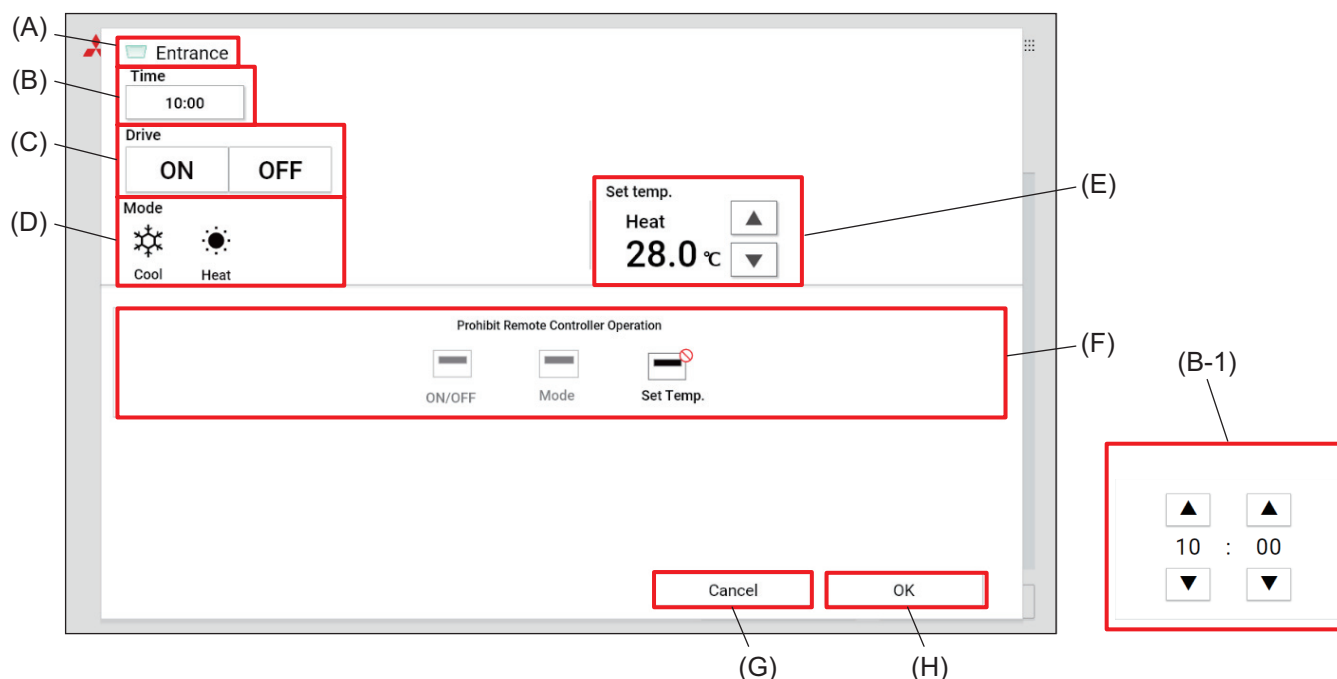 (A)
Entrance
(B)
Time
10:00
(C)
Drive
ON OFF
(D)
Mode
Cool Heat
(E)
Set temp.
Heat
28.0 ℃
(F)
Prohibit Remote Controller Operation
ON/OFF Mode Set Temp.
(B-1)
10 : 00
Cancel OK
(G) (H)